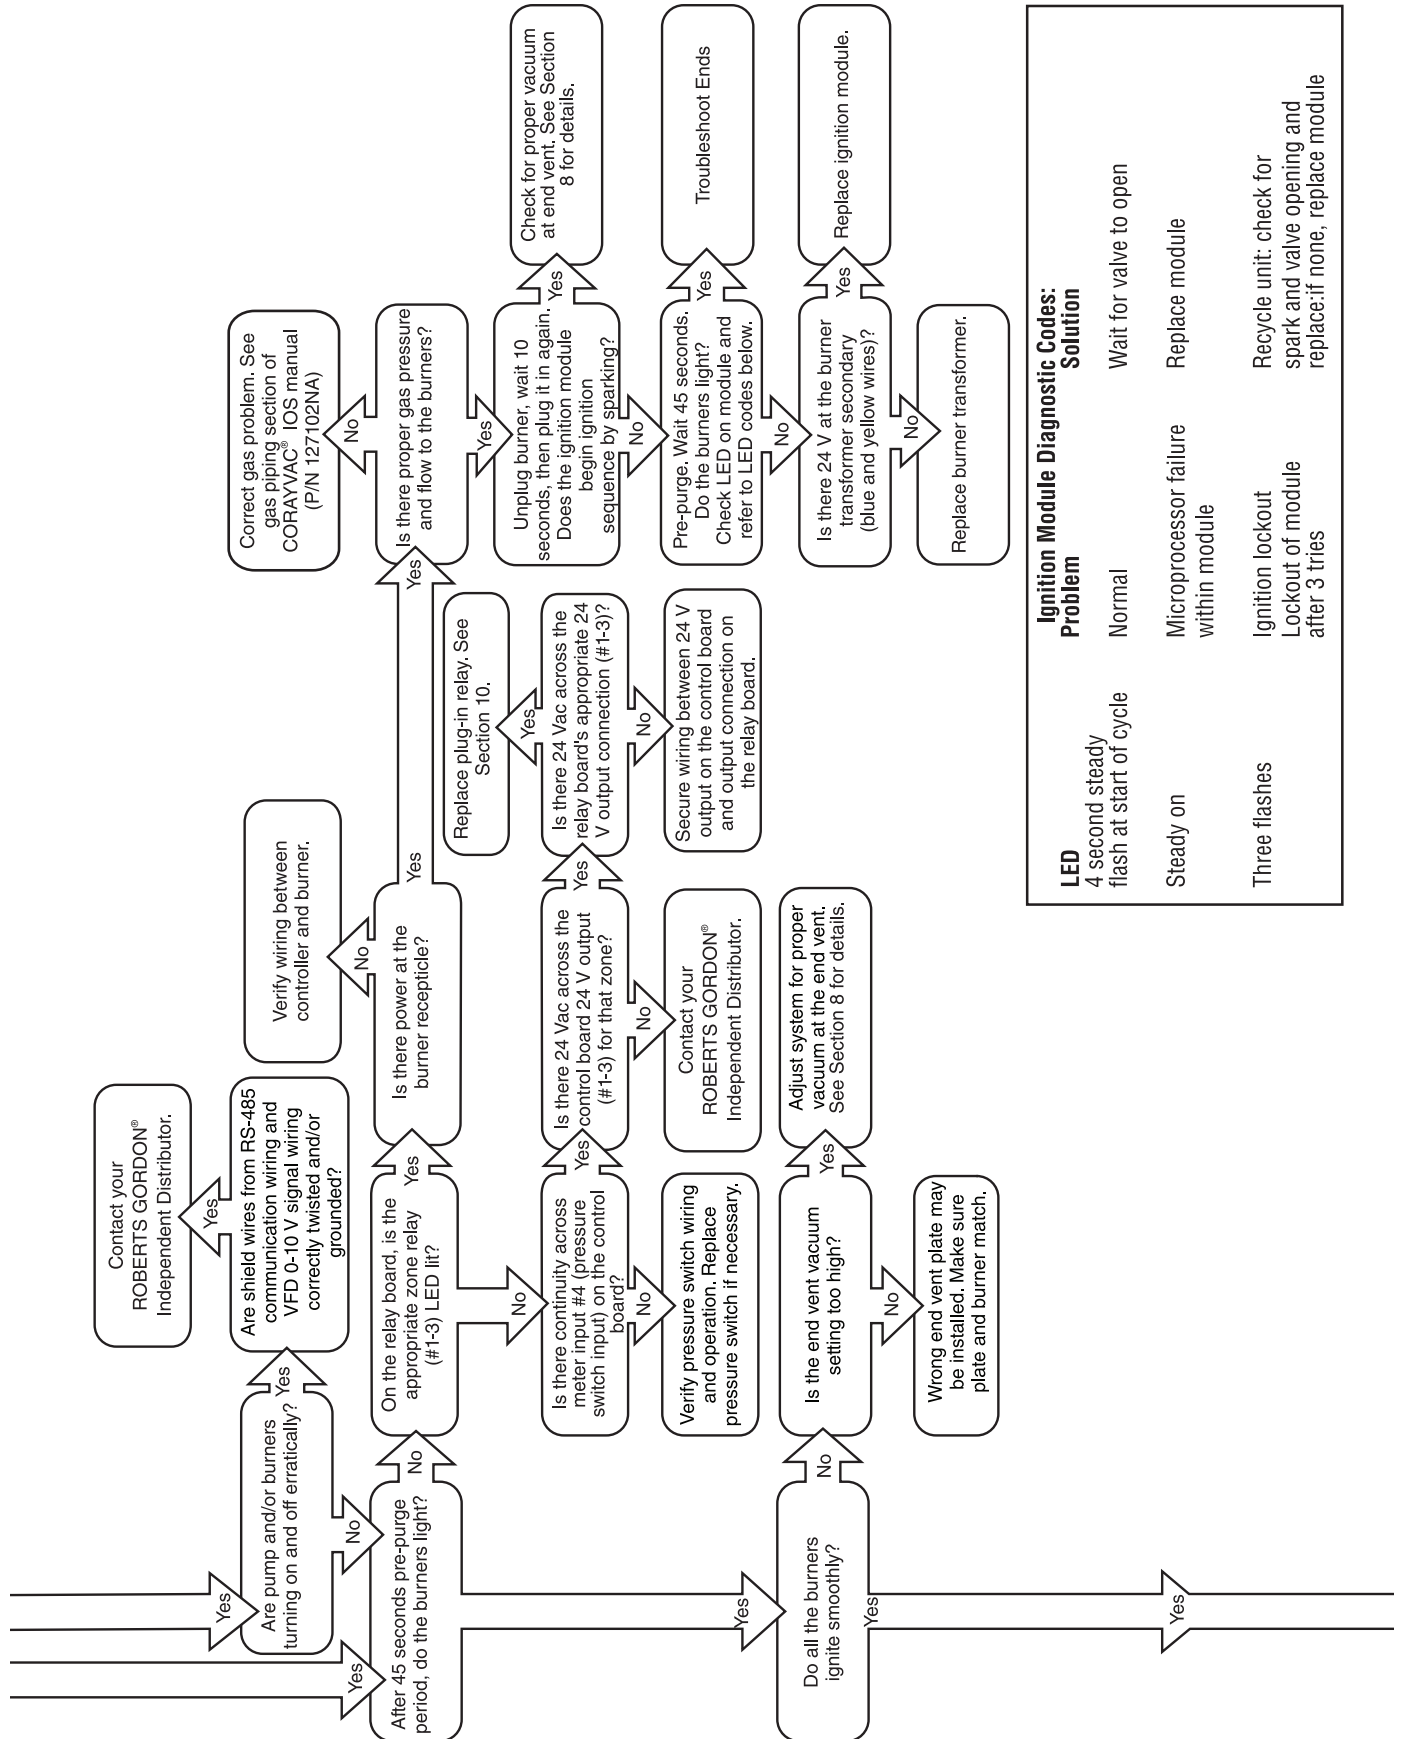 Yes
Are pump and/or burners
turning on and off erratically?
Yes
Are shield wires from RS-485
communication wiring and
VFD 0-10 V signal wiring
correctly twisted and/or
grounded?
Yes
Contact your
ROBERTS GORDON®
Independent Distributor.
No
Yes
After 45 seconds pre-purge
period, do the burners light?
No
On the relay board, is the
appropriate zone relay
(#1-3) LED lit?
Yes
Is there power at the
burner recepticle?
No
Verify wiring between
controller and burner.
Yes
Yes
Is there proper gas pressure
and flow to the burners?
No
Correct gas problem. See
gas piping section of
CORAYVAC® IOS manual
(P/N 127102NA)
Yes
Unplug burner, wait 10
seconds, then plug it in again.
Does the ignition module
begin ignition
sequence by sparking?
Yes
Check for proper vacuum
at end vent. See Section
8 for details.
No
Pre-purge. Wait 45 seconds.
Do the burners light?
Check LED on module and
refer to LED codes below.
Yes
Troubleshoot Ends
No
Is there 24 V at the burner
transformer secondary
(blue and yellow wires)?
Yes
Replace ignition module.
No
Replace burner transformer.
No
Is there continuity across
meter input #4 (pressure
switch input) on the control
board?
Yes
Is there 24 Vac across the
control board 24 V output
(#1-3) for that zone?
Yes
Is there 24 Vac across the
relay board's appropriate 24
V output connection (#1-3)?
Yes
Replace plug-in relay. See
Section 10.
No
Secure wiring between 24 V
output on the control board
and output connection on
the relay board.
No
Contact your
ROBERTS GORDON®
Independent Distributor.
No
Verify pressure switch wiring
and operation. Replace
pressure switch if necessary.
Yes
Do all the burners
ignite smoothly?
No
Is the end vent vacuum
setting too high?
Yes
Adjust system for proper
vacuum at the end vent.
See Section 8 for details.
No
Wrong end vent plate may
be installed. Make sure
plate and burner match.
Yes
Yes
Ignition Module Diagnostic Codes:
LED Problem Solution
4 second steady
flash at start of cycle Normal Wait for valve to open
Steady on Microprocessor failure Replace module
within module
Three flashes Ignition lockout Recycle unit: check for
Lockout of module spark and valve opening and
after 3 tries replace:if none, replace module